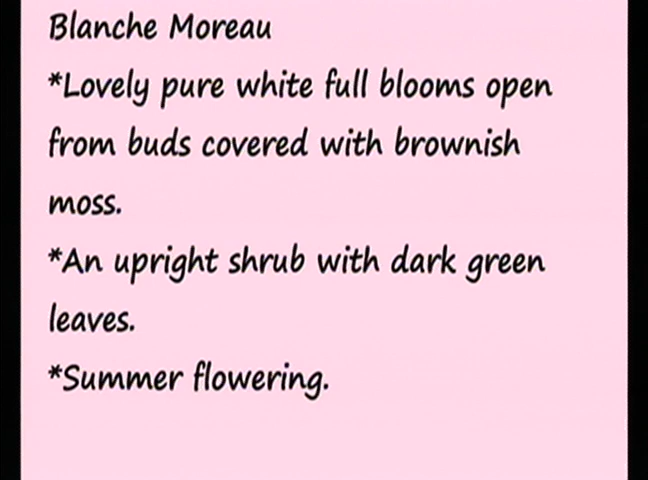 Blanche Moreau
*Lovely pure white full blooms open
from buds covered with brownish
moss.
*An upright shrub with dark green
leaves.
*Summer flowering.